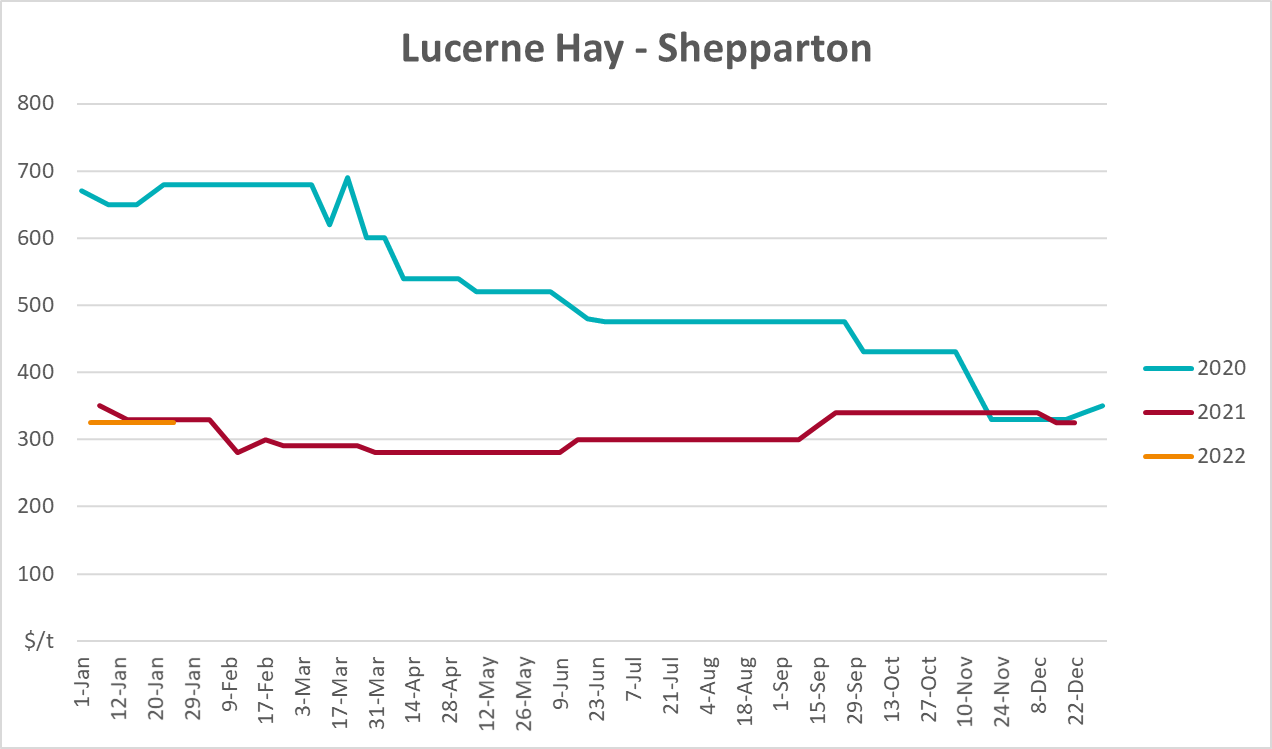 Lucerne Hay - Shepparton
800
700
600
500
400
300
200
100
$/t
1-Jan
12-Jan
20-Jan
29-Jan
9-Feb
17-Feb
3-Mar
17-Mar
31-Mar
14-Apr
28-Apr
12-May
26-May
9-Jun
23-Jun
7-Jul
21-Jul
4-Aug
18-Aug
1-Sep
15-Sep
29-Sep
13-Oct
27-Oct
10-Nov
24-Nov
8-Dec
22-Dec
2020
2021
2022